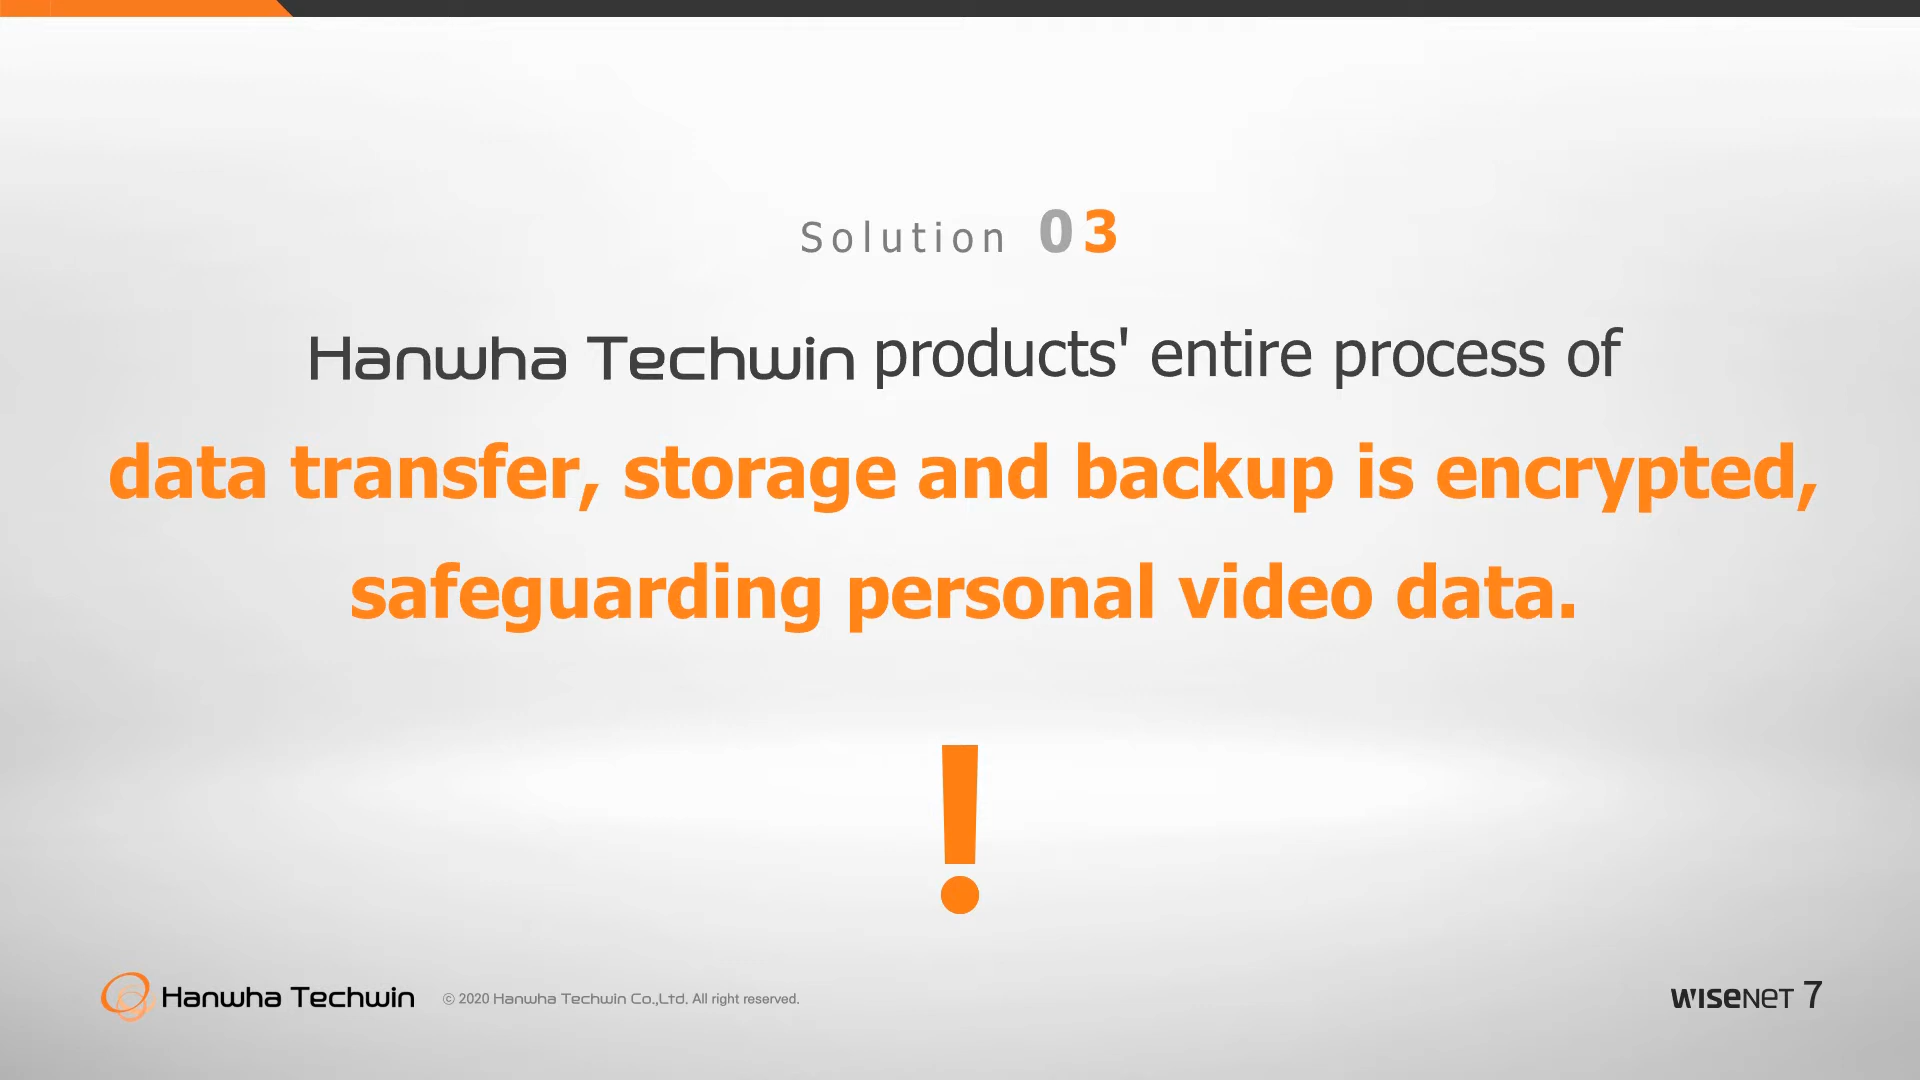 Solution 03
Hanwha Techwin products' entire process of
data transfer, storage and backup is encrypted,
safeguarding personal video data.
!
Hanwha Techwin © 2020 Hanwha Techwin Co.,Ltd. All right reserved. WISENET 7